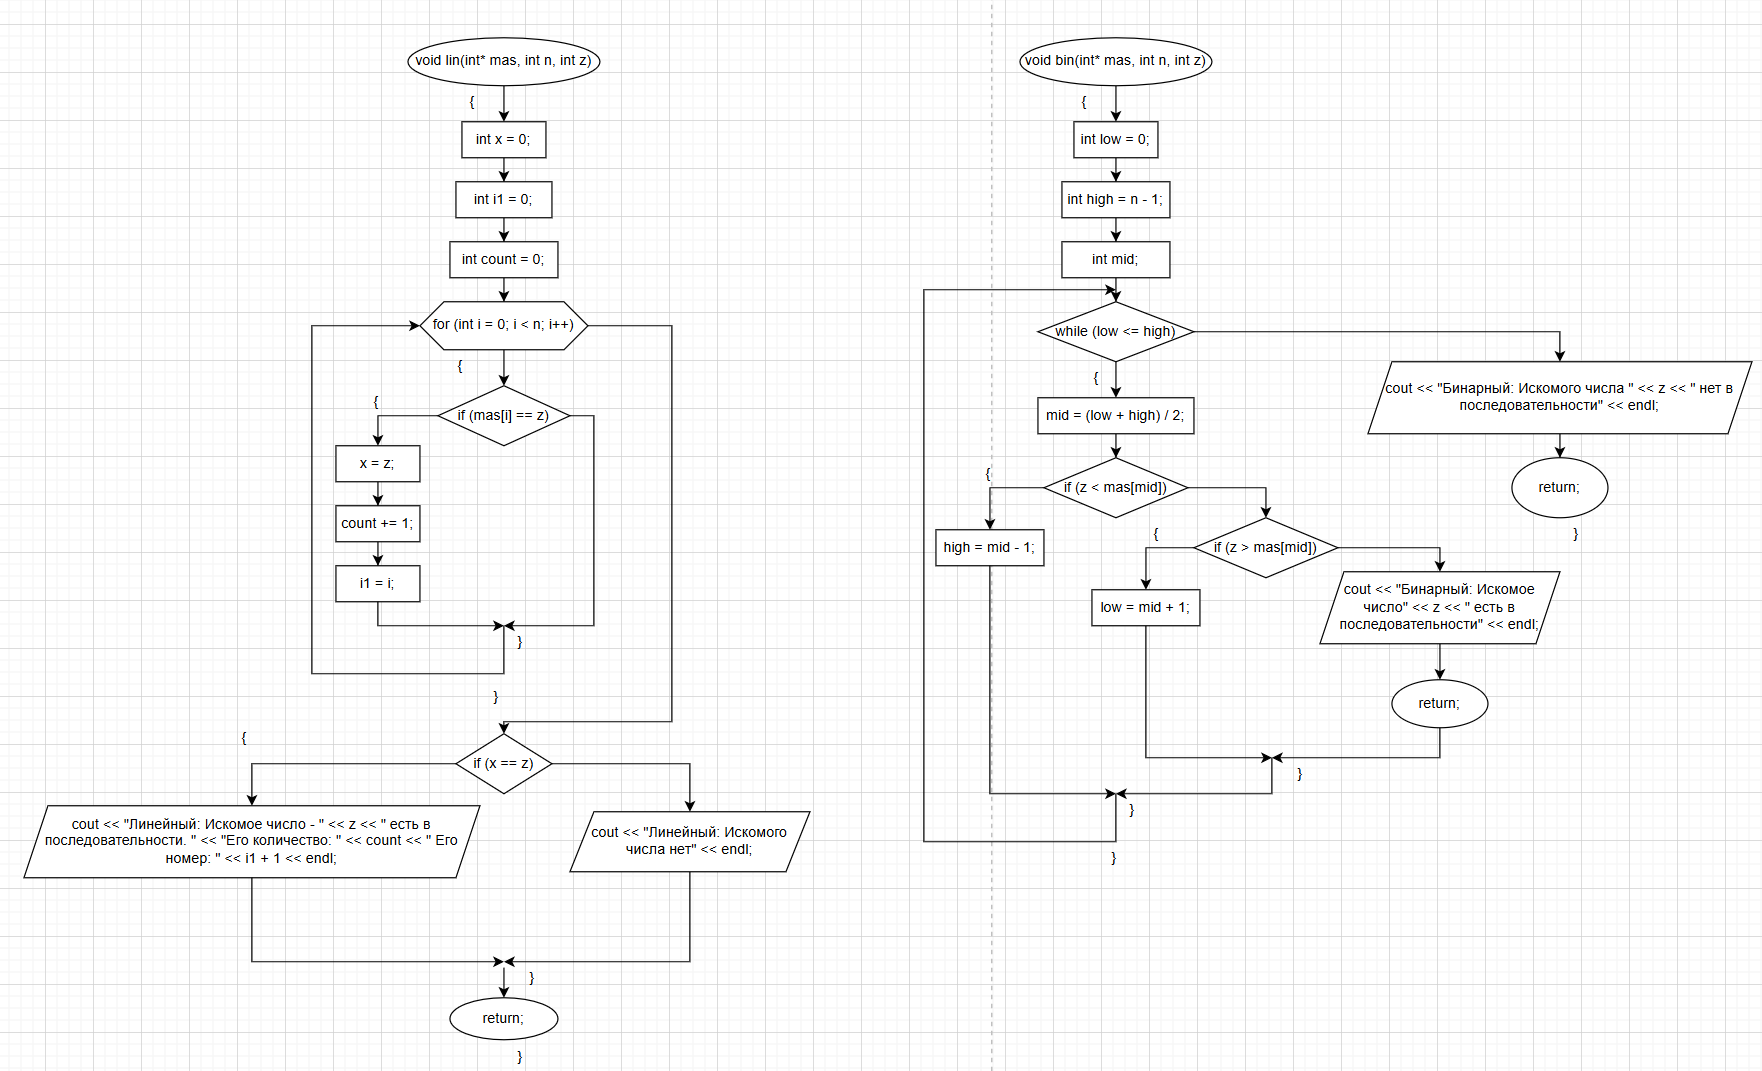 void lin(int* mas, int n, int z)
{
int x = 0;
int i1 = 0;
int count = 0;
for (int i = 0; i < n; i++)
{
if (mas[i] == z)
{
x = z;
count += 1;
i1 = i;
}
}
if (x == z)
{
cout << "Линейный: Искомое число - " << z << " есть в
последовательности. " << "Его количество: " << count << " Его
номер: " << i1 + 1 << endl;
cout << "Линейный: Искомого
числа нет" << endl;
}
return;
}
void bin(int* mas, int n, int z)
{
int low = 0;
int high = n - 1;
int mid;
while (low <= high)
{
mid = (low + high) / 2;
if (z < mas[mid])
{
high = mid - 1;
if (z > mas[mid])
{
low = mid + 1;
cout << "Бинарный: Искомое
число" << z << " есть в
последовательности" << endl;
return;
}
}
}
cout << "Бинарный: Искомого числа " << z << " нет в
последовательности" << endl;
return;
}